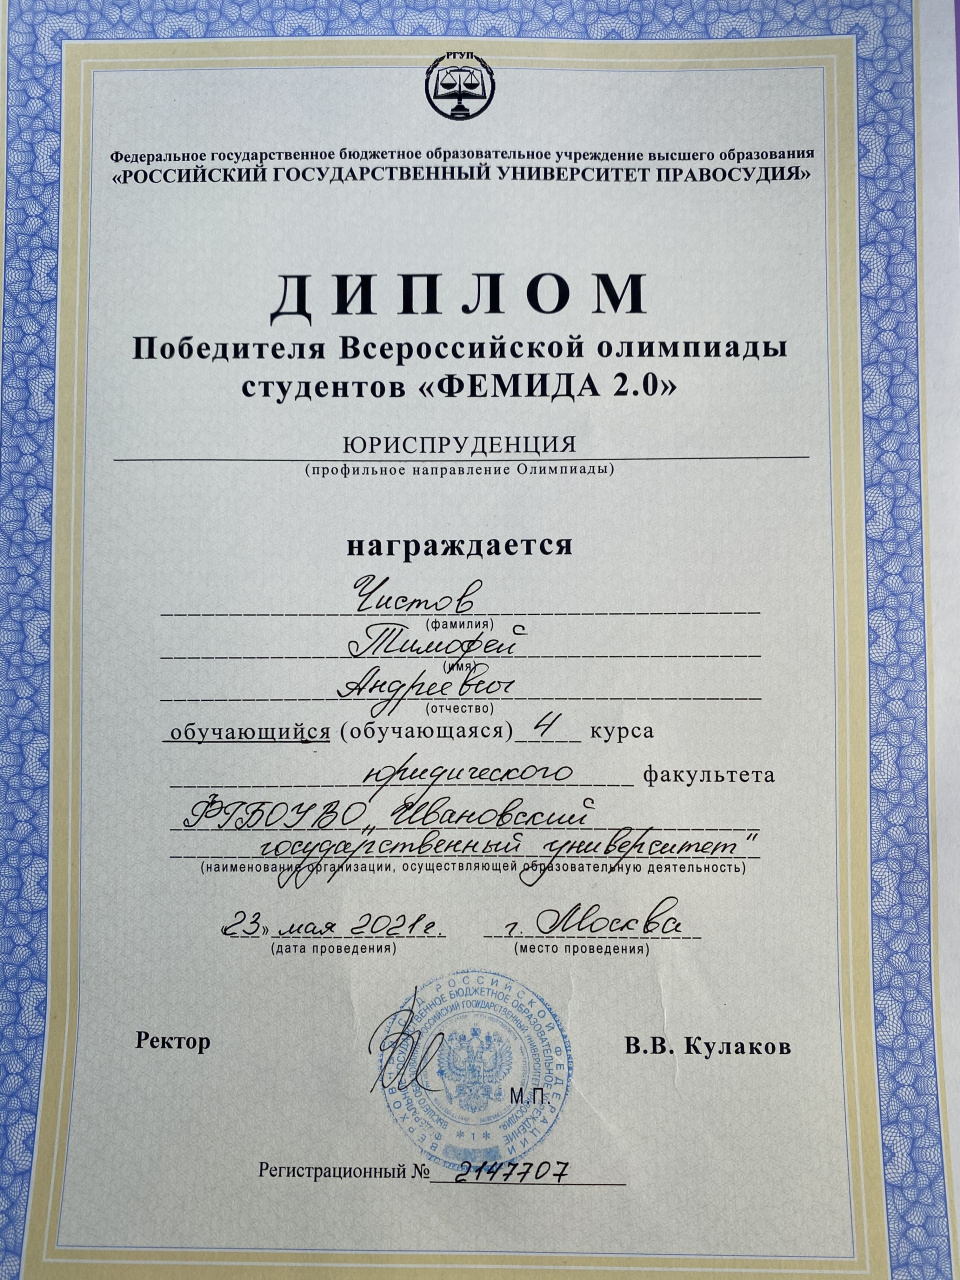 РГУП
Федеральное государственное бюджетное образовательное учреждение высшего образования
«РОССИЙСКИЙ ГОСУДАРСТВЕННЫЙ УНИВЕРСИТЕТ ПРАВОСУДИЯ»
ДИПЛОМ
Победителя Всероссийской олимпиады
студентов «ФЕМИДА 2.0»
ЮРИСПРУДЕНЦИЯ
(профильное направление Олимпиады)
награждается
Чистов
(фамилия)
Тимофей
(имя)
Андреевич
(отчество)
обучающийся (обучающаяся) 4 курса
юридического факультета
ФГБОУ ВО „Ивановский
государственный университет"
(наименование организации, осуществляющей образовательную деятельность)
«23» мая 2021г. г. Москва
(дата проведения) (место проведения)
Ректор В.В. Кулаков
М.П.
Регистрационный № 2147707